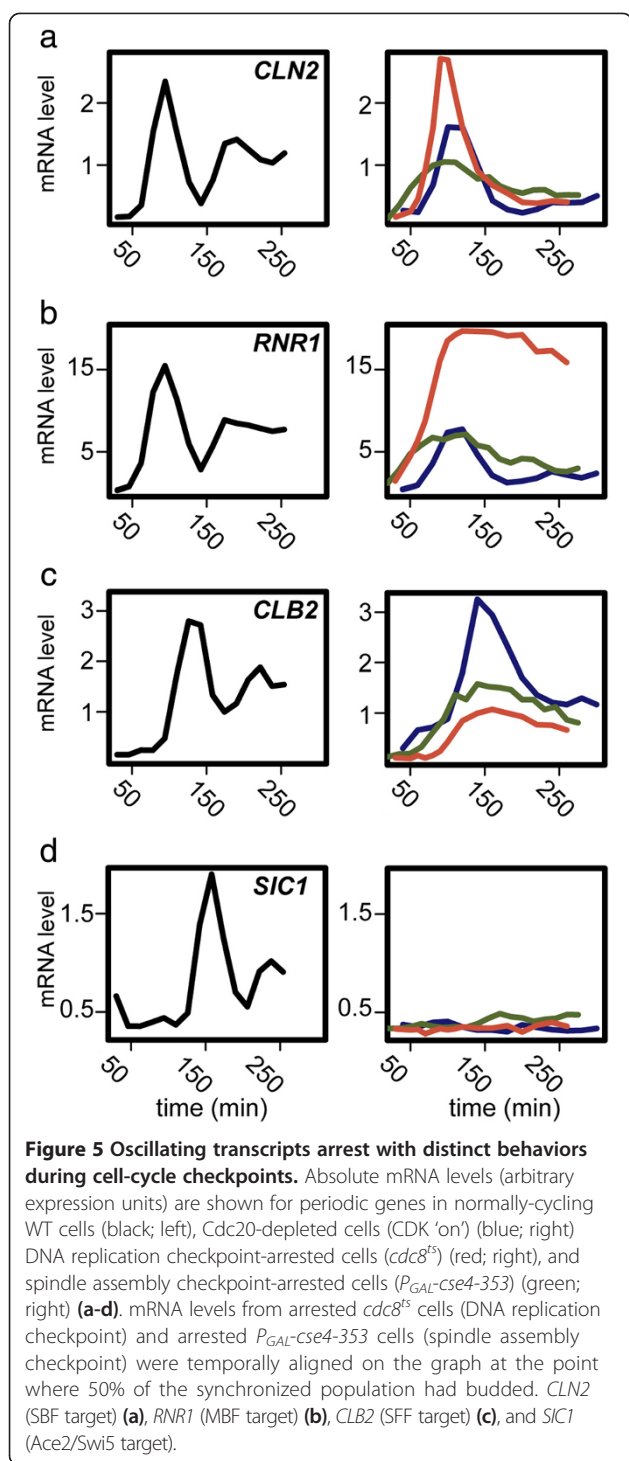 a
CLN2
mRNA level
2
1
50
150
250
50
150
250
b
RNR1
mRNA level
15
5
50
150
250
50
150
250
c
CLB2
mRNA level
3
2
1
3
2
1
50
150
250
50
150
250
d
SIC1
mRNA level
1.5
0.5
1.5
0.5
50
150
250
50
150
250
time (min)
time (min)
Figure 5 Oscillating transcripts arrest with distinct behaviors
during cell-cycle checkpoints. Absolute mRNA levels (arbitrary
expression units) are shown for periodic genes in normally-cycling
WT cells (black; left), Cdc20-depleted cells (CDK ‘on’) (blue; right)
DNA replication checkpoint-arrested cells (cdc8ts) (red; right), and
spindle assembly checkpoint-arrested cells (PGAL-cse4-353) (green;
right) (a-d). mRNA levels from arrested cdc8ts cells (DNA replication
checkpoint) and arrested PGAL-cse4-353 cells (spindle assembly
checkpoint) were temporally aligned on the graph at the point
where 50% of the synchronized population had budded. CLN2
(SBF target) (a), RNR1 (MBF target) (b), CLB2 (SFF target) (c), and SIC1
(Ace2/Swi5 target).